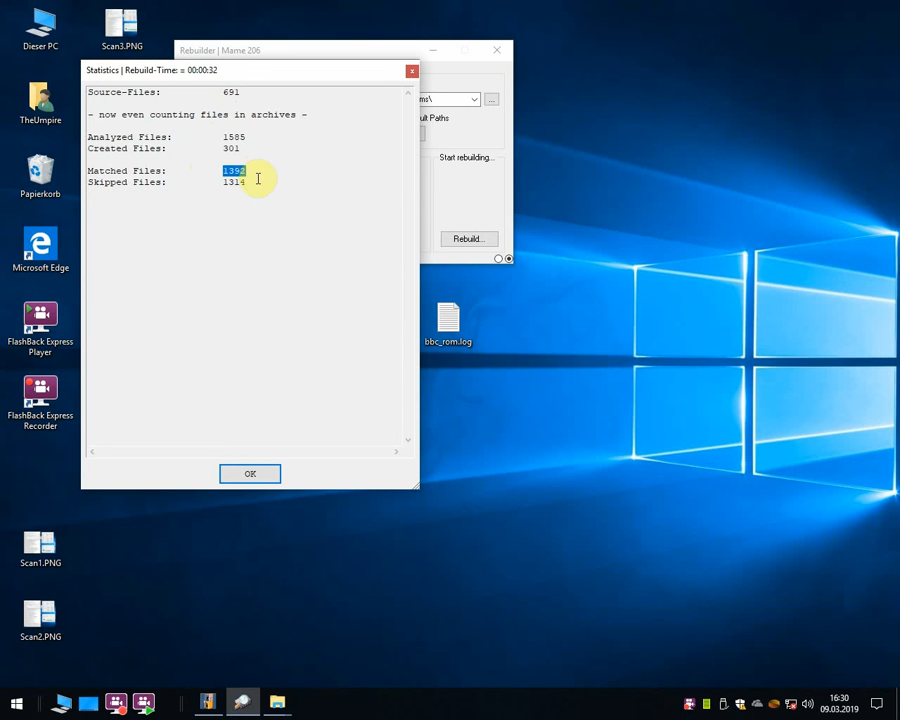 Dieser PC
Scan3.PNG
TheUmpire
Papierkorb
Microsoft Edge
FlashBack Express
Player
FlashBack Express
Recorder
Scan1.PNG
Scan2.PNG
Rebuilder | Mame 206
ms\
...
ult Paths
Start rebuilding...
Rebuild...
Statistics | Rebuild-Time: = 00:00:32
Source-Files: 691
- now even counting files in archives -
Analyzed Files: 1585
Created Files: 301
Matched Files: 1392
Skipped Files: 1314
OK
bbc_rom.log
16:30
09.03.2019